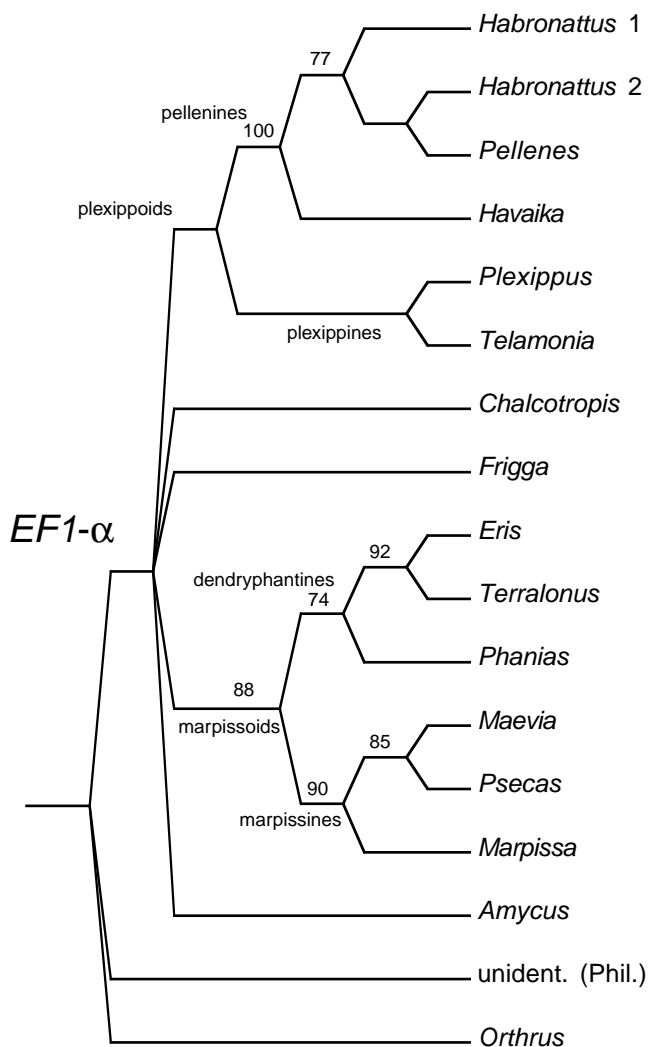 Habronattus 1
77
Habronattus 2
pellenines
100
Pellenes
plexippoids
Havaika
Plexippus
plexippines
Telamonia
Chalcotropis
Frigga
EF1-α
Eris
92
dendryphantines
74
Terralonus
Phanias
88
marpissoids
Maevia
85
Psecas
90
marpissines
Marpissa
Amycus
unident. (Phil.)
Orthrus